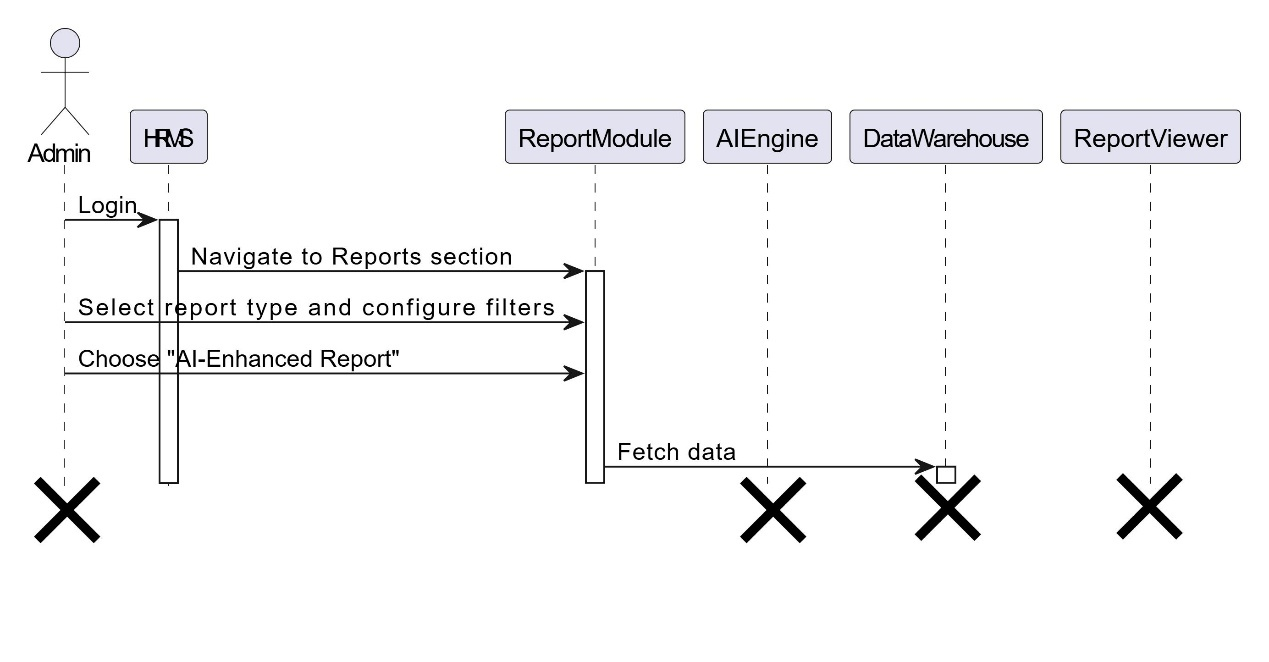 Admin
HRMS
ReportModule
AIEngine
DataWarehouse
ReportViewer
Login
Navigate to Reports section
Select report type and configure filters
Choose "AI-Enhanced Report"
Fetch data